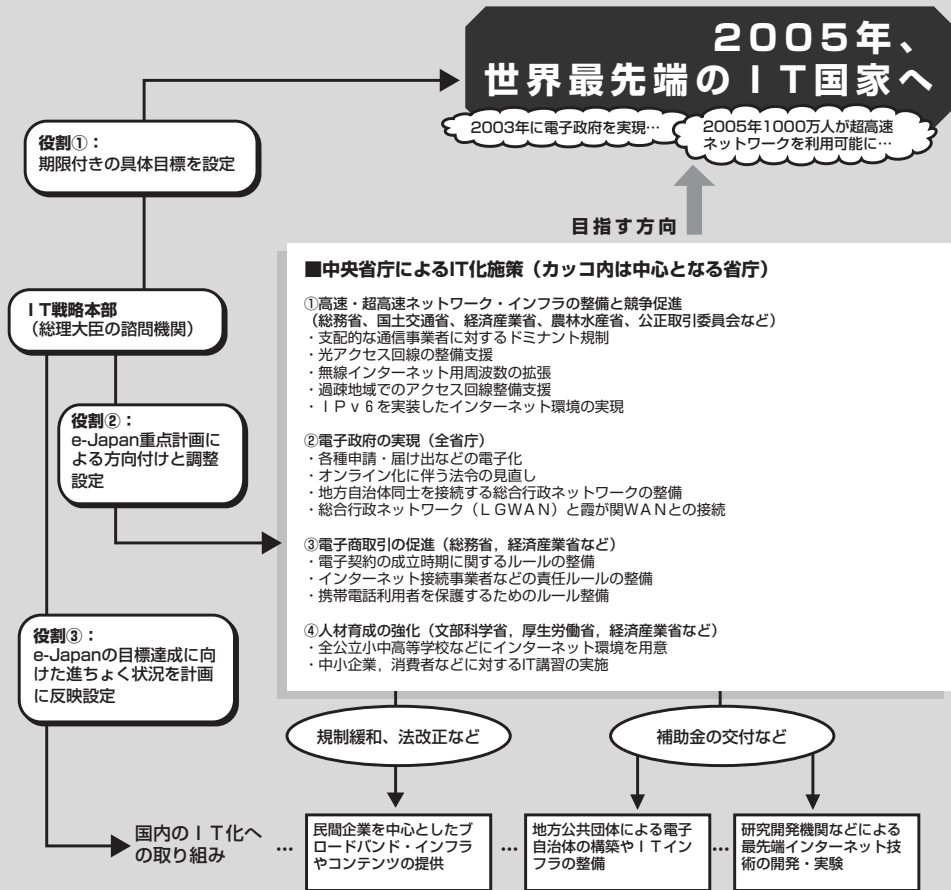 2005年、
世界最先端のＩＴ国家へ
2003年に電子政府を実現…
2005年1000万人が超高速
ネットワークを利用可能に…
役割①：
期限付きの具体目標を設定
目指す方向
ＩＴ戦略本部
（総理大臣の諮問機関）
役割②：
e-Japan重点計画に
よる方向付けと調整
設定
役割③：
e-Japanの目標達成に向
けた進ちょく状況を計画
に反映設定
■中央省庁によるIT化施策（カッコ内は中心となる省庁）
①高速・超高速ネットワーク・インフラの整備と競争促進
（総務省、国土交通省、経済産業省、農林水産省、公正取引委員会など）
・支配的な通信事業者に対するドミナント規制
・光アクセス回線の整備支援
・無線インターネット用周波数の拡張
・過疎地域でのアクセス回線整備支援
・ＩＰｖ６を実装したインターネット環境の実現
②電子政府の実現（全省庁）
・各種申請・届け出などの電子化
・オンライン化に伴う法令の見直し
・地方自治体同士を接続する総合行政ネットワークの整備
・総合行政ネットワーク（ＬＧＷＡＮ）と霞が関ＷＡＮとの接続
③電子商取引の促進（総務省，経済産業省など）
・電子契約の成立時期に関するルールの整備
・インターネット接続事業者などの責任ルールの整備
・携帯電話利用者を保護するためのルール整備
④人材育成の強化（文部科学省，厚生労働省，経済産業省など）
・全公立小中高等学校などにインターネット環境を用意
・中小企業，消費者などに対するIT講習の実施
規制緩和、法改正など
補助金の交付など
国内のＩＴ化へ
の取り組み
…
民間企業を中心としたブ
ロードバンド・インフラ
やコンテンツの提供
…
地方公共団体による電子
自治体の構築やＩＴイン
フラの整備
…
研究開発機関などによる
最先端インターネット技
術の開発・実験